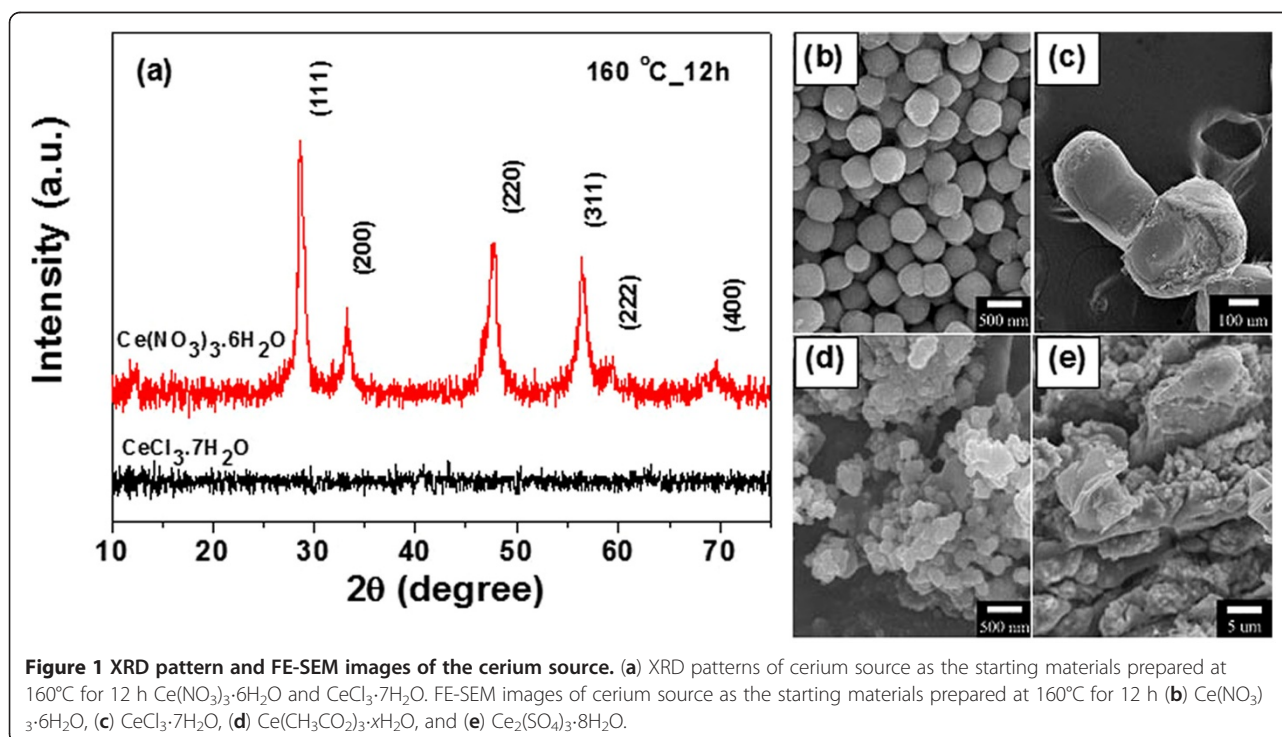 (a)
160 °C_12h
(111)
(200)
(220)
(311)
(222)
(400)
Ce(NO₃)₃.6H₂O
CeCl₃.7H₂O
Intensity (a.u.)
10 20 30 40 50 60 70
2θ (degree)
(b)
500 nm
(c)
100 um
(d)
500 nm
(e)
5 um
Figure 1 XRD pattern and FE-SEM images of the cerium source. (a) XRD patterns of cerium source as the starting materials prepared at
160°C for 12 h Ce(NO₃)₃·6H₂O and CeCl₃·7H₂O. FE-SEM images of cerium source as the starting materials prepared at 160°C for 12 h (b) Ce(NO₃)
₃·6H₂O, (c) CeCl₃·7H₂O, (d) Ce(CH₃CO₂)₃·xH₂O, and (e) Ce₂(SO₄)₃·8H₂O.